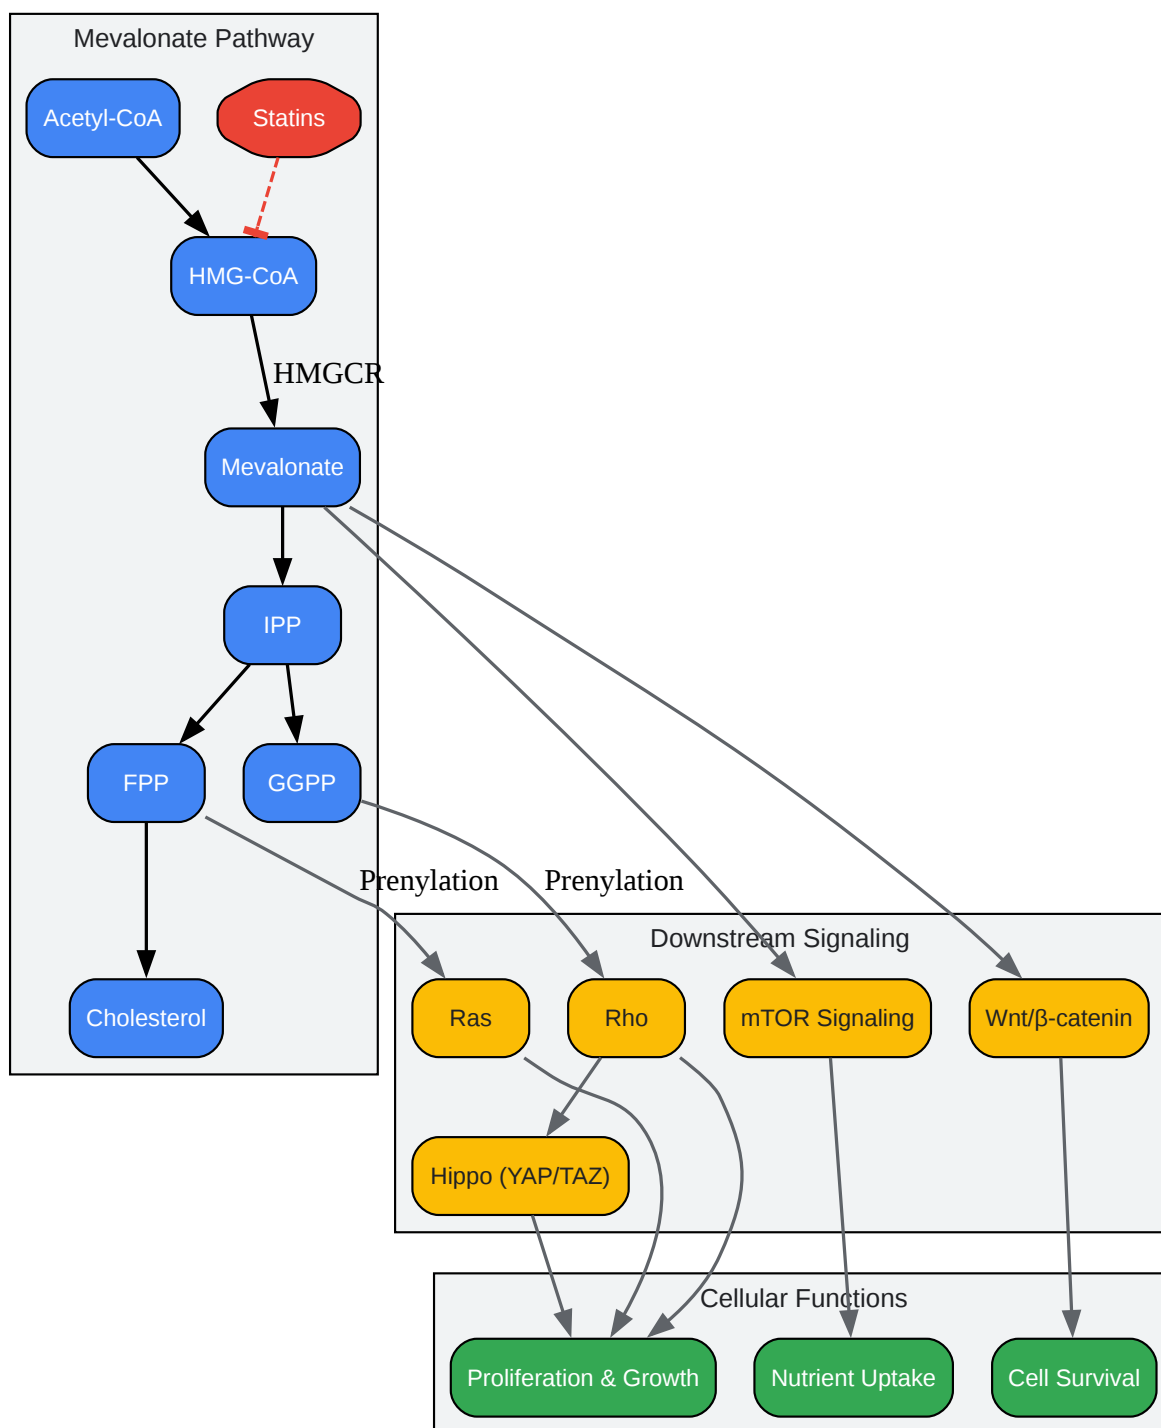 Mevalonate Pathway
Acetyl-CoA
Statins
HMG-CoA
HMGCR
Mevalonate
IPP
FPP
GGPP
Prenylation
Prenylation
Downstream Signaling
Cholesterol
Ras
Rho
mTOR Signaling
Wnt/β-catenin
Hippo (YAP/TAZ)
Cellular Functions
Proliferation & Growth
Nutrient Uptake
Cell Survival